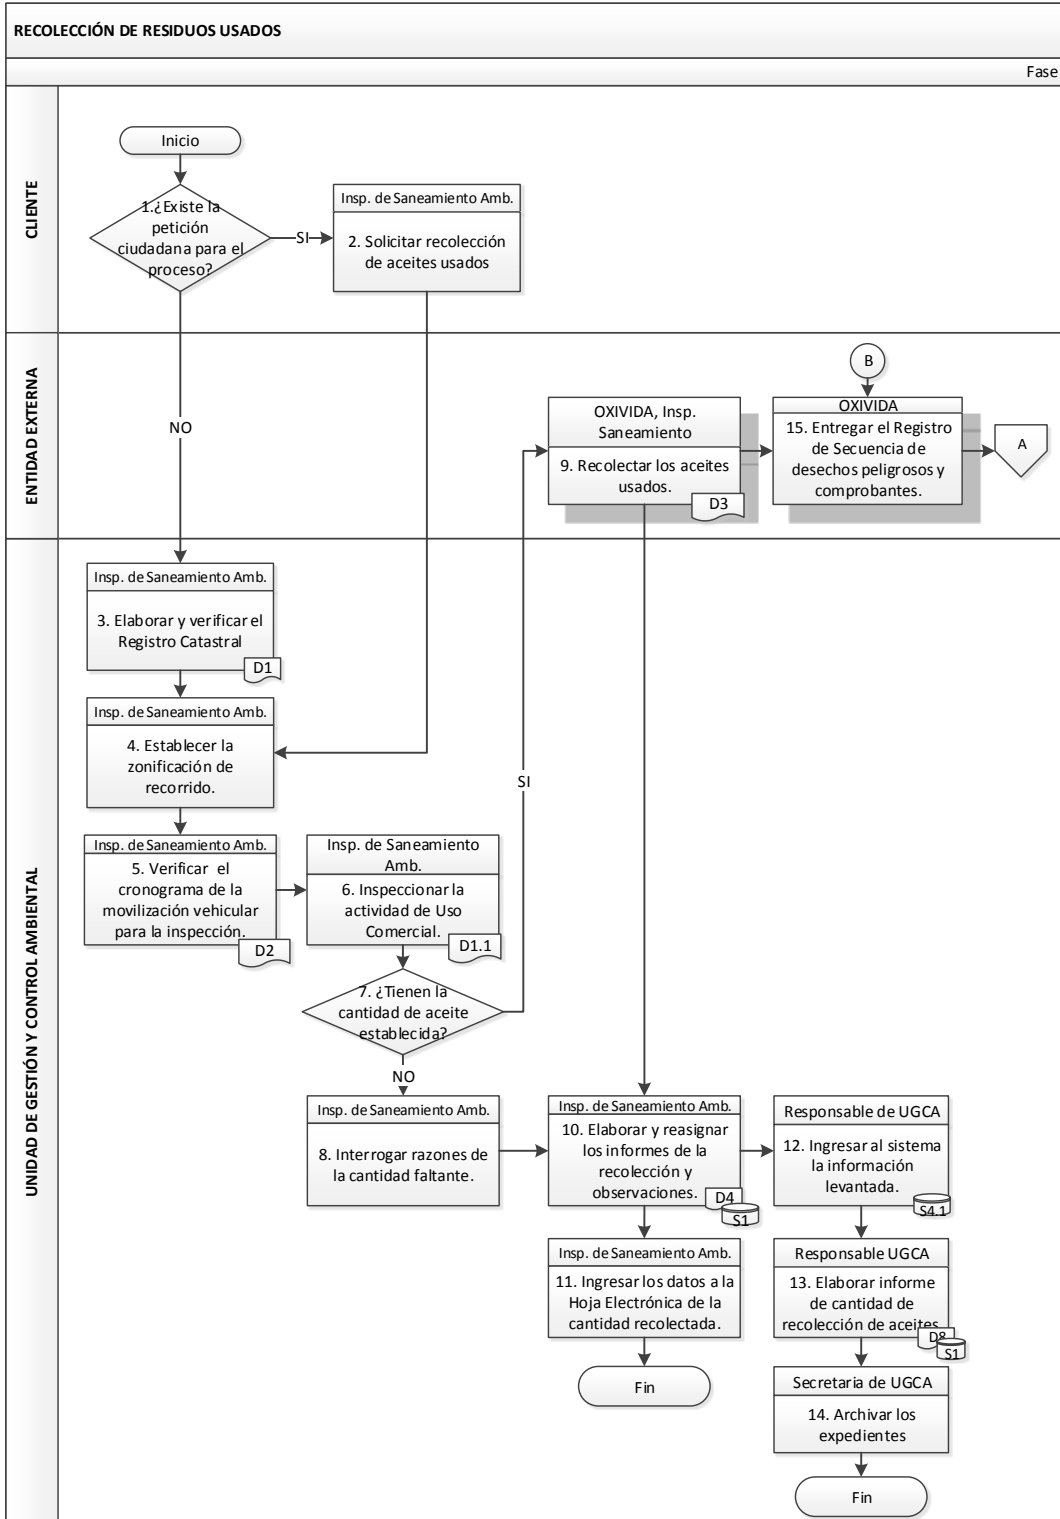 RECOLECCIÓN DE RESIDUOS USADOS
Fase
CLIENTE
Inicio
1.¿Existe la
petición
ciudadana para el
proceso?
SI
Insp. de Saneamiento Amb.
2. Solicitar recolección
de aceites usados
NO
ENTIDAD EXTERNA
OXIVIDA, Insp.
Saneamiento
9. Recolectar los aceites
usados.
D3
B
OXIVIDA
15. Entregar el Registro
de Secuencia de
desechos peligrosos y
comprobantes.
A
UNIDAD DE GESTIÓN Y CONTROL AMBIENTAL
Insp. de Saneamiento Amb.
3. Elaborar y verificar el
Registro Catastral
D1
Insp. de Saneamiento Amb.
4. Establecer la
zonificación de
recorrido.
SI
Insp. de Saneamiento Amb.
5. Verificar el
cronograma de la
movilización vehicular
para la inspección.
D2
Insp. de Saneamiento
Amb.
6. Inspeccionar la
actividad de Uso
Comercial.
D1.1
7. ¿Tienen la
cantidad de aceite
establecida?
NO
Insp. de Saneamiento Amb.
8. Interrogar razones de
la cantidad faltante.
Insp. de Saneamiento Amb.
10. Elaborar y reasignar
los informes de la
recolección y
observaciones.
D4
S1
Responsable de UGCA
12. Ingresar al sistema
la información
levantada.
S4.1
Insp. de Saneamiento Amb.
11. Ingresar los datos a la
Hoja Electrónica de la
cantidad recolectada.
Fin
Responsable UGCA
13. Elaborar informe
de cantidad de
recolección de aceites
D8
S1
Secretaria de UGCA
14. Archivar los
expedientes
Fin